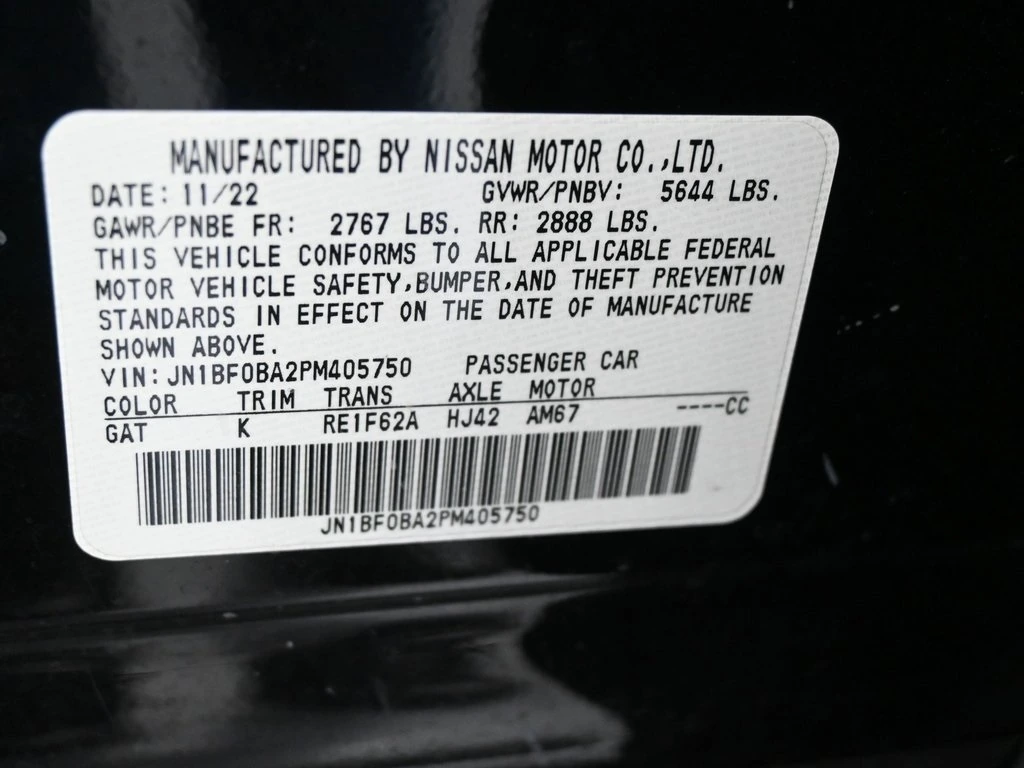 MANUFACTURED BY NISSAN MOTOR CO.,LTD.
DATE: 11/22 GVWR/PNBV: 5644 LBS.
GAWR/PNBE FR: 2767 LBS. RR: 2888 LBS.
THIS VEHICLE CONFORMS TO ALL APPLICABLE FEDERAL
MOTOR VEHICLE SAFETY,BUMPER,AND THEFT PREVENTION
STANDARDS IN EFFECT ON THE DATE OF MANUFACTURE
SHOWN ABOVE.
VIN: JN1BF0BA2PM405750 PASSENGER CAR
COLOR TRIM TRANS AXLE MOTOR
GAT K RE1F62A HJ42 AM67 ----CC
JN1BF0BA2PM405750